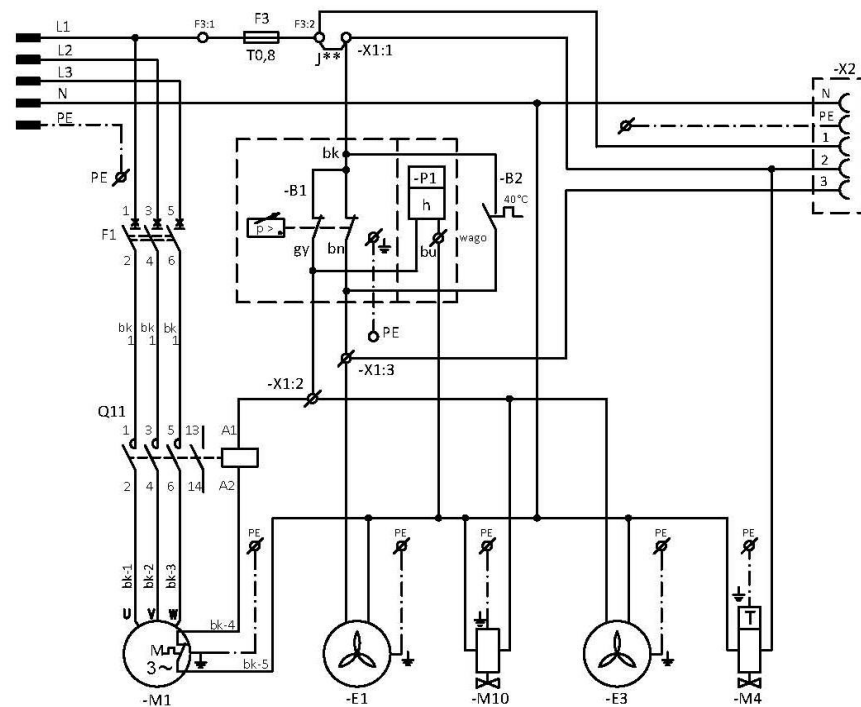 L1 F3:1 F3 F3:2
T0,8 J** -X1:1
L2
L3
N
PE
-X2
N
PE
1
2
3
PE
bk
-B1 -P1 -B2
h 40°C
p >
gy bn bu wago
PE
1 3 5
F1
2 4 6
bk 1 bk 1 bk 1
-X1:2 -X1:3
Q11
1 3 5 13 A1
2 4 6 14 A2
bk-1 bk-2 bk-3
PE PE PE PE PE
U V W
bk-4
M
3~
bk-5
T
-M1 -E1 -M10 -E3 -M4